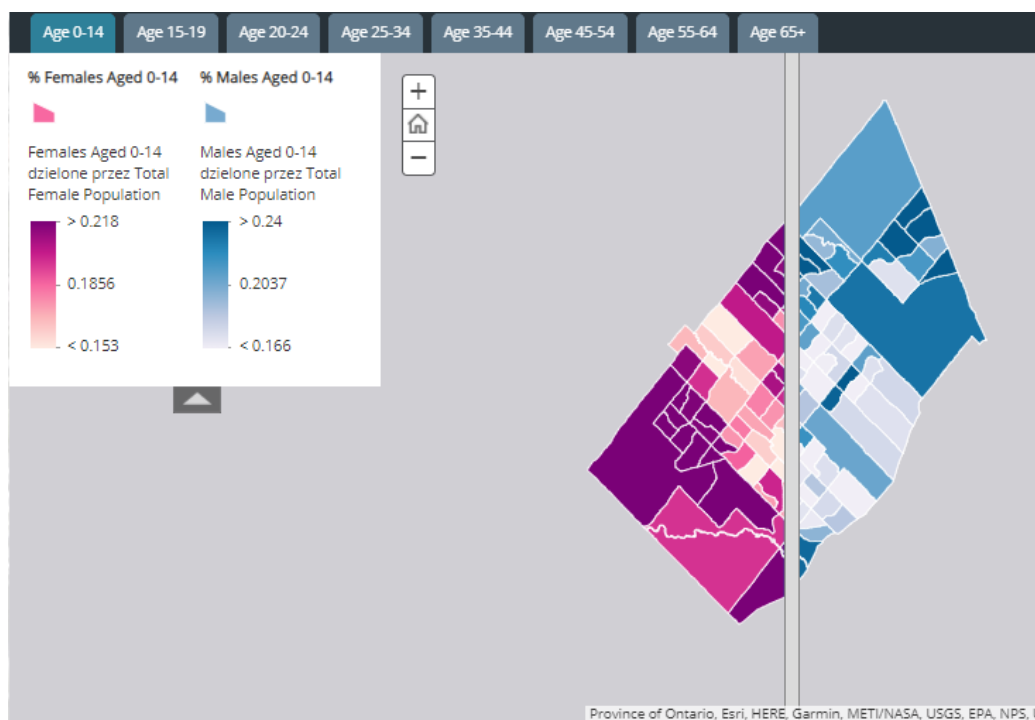 Age 0-14 Age 15-19 Age 20-24 Age 25-34 Age 35-44 Age 45-54 Age 55-64 Age 65+
% Females Aged 0-14
Females Aged 0-14
dzielone przez Total
Female Population
> 0.218
0.1856
< 0.153
% Males Aged 0-14
Males Aged 0-14
dzielone przez Total
Male Population
> 0.24
0.2037
< 0.166
+
−
Province of Ontario, Esri, HERE, Garmin, METI/NASA, USGS, EPA, NPS,